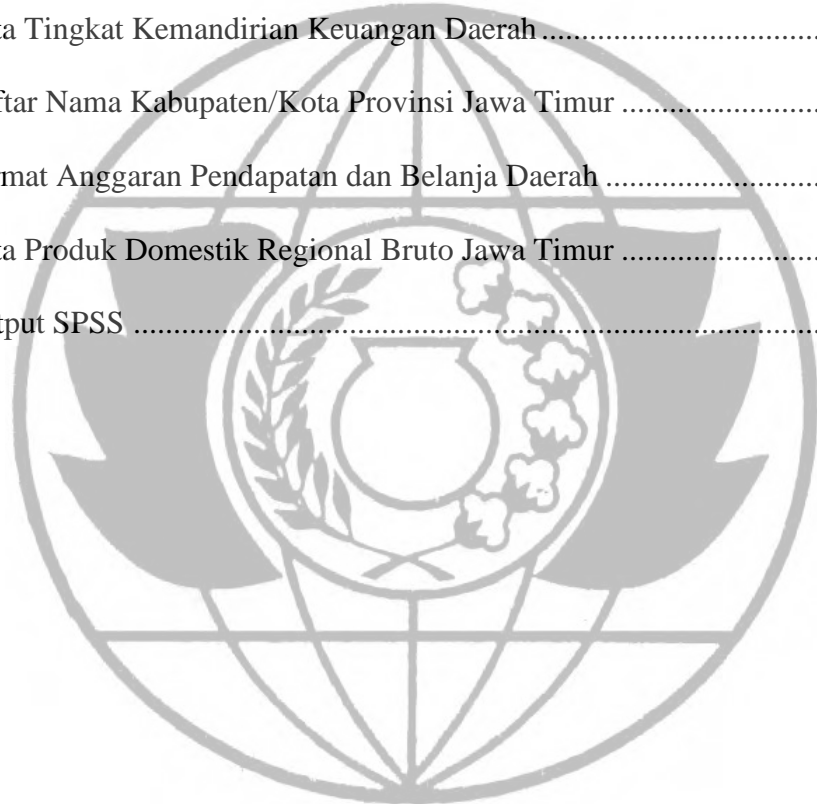 ta Tingkat Kemandirian Keuangan Daerah ...................................
ftar Nama Kabupaten/Kota Provinsi Jawa Timur .........................
rmat Anggaran Pendapatan dan Belanja Daerah ...........................
ta Produk Domestik Regional Bruto Jawa Timur .........................
tput SPSS ......................................................................................